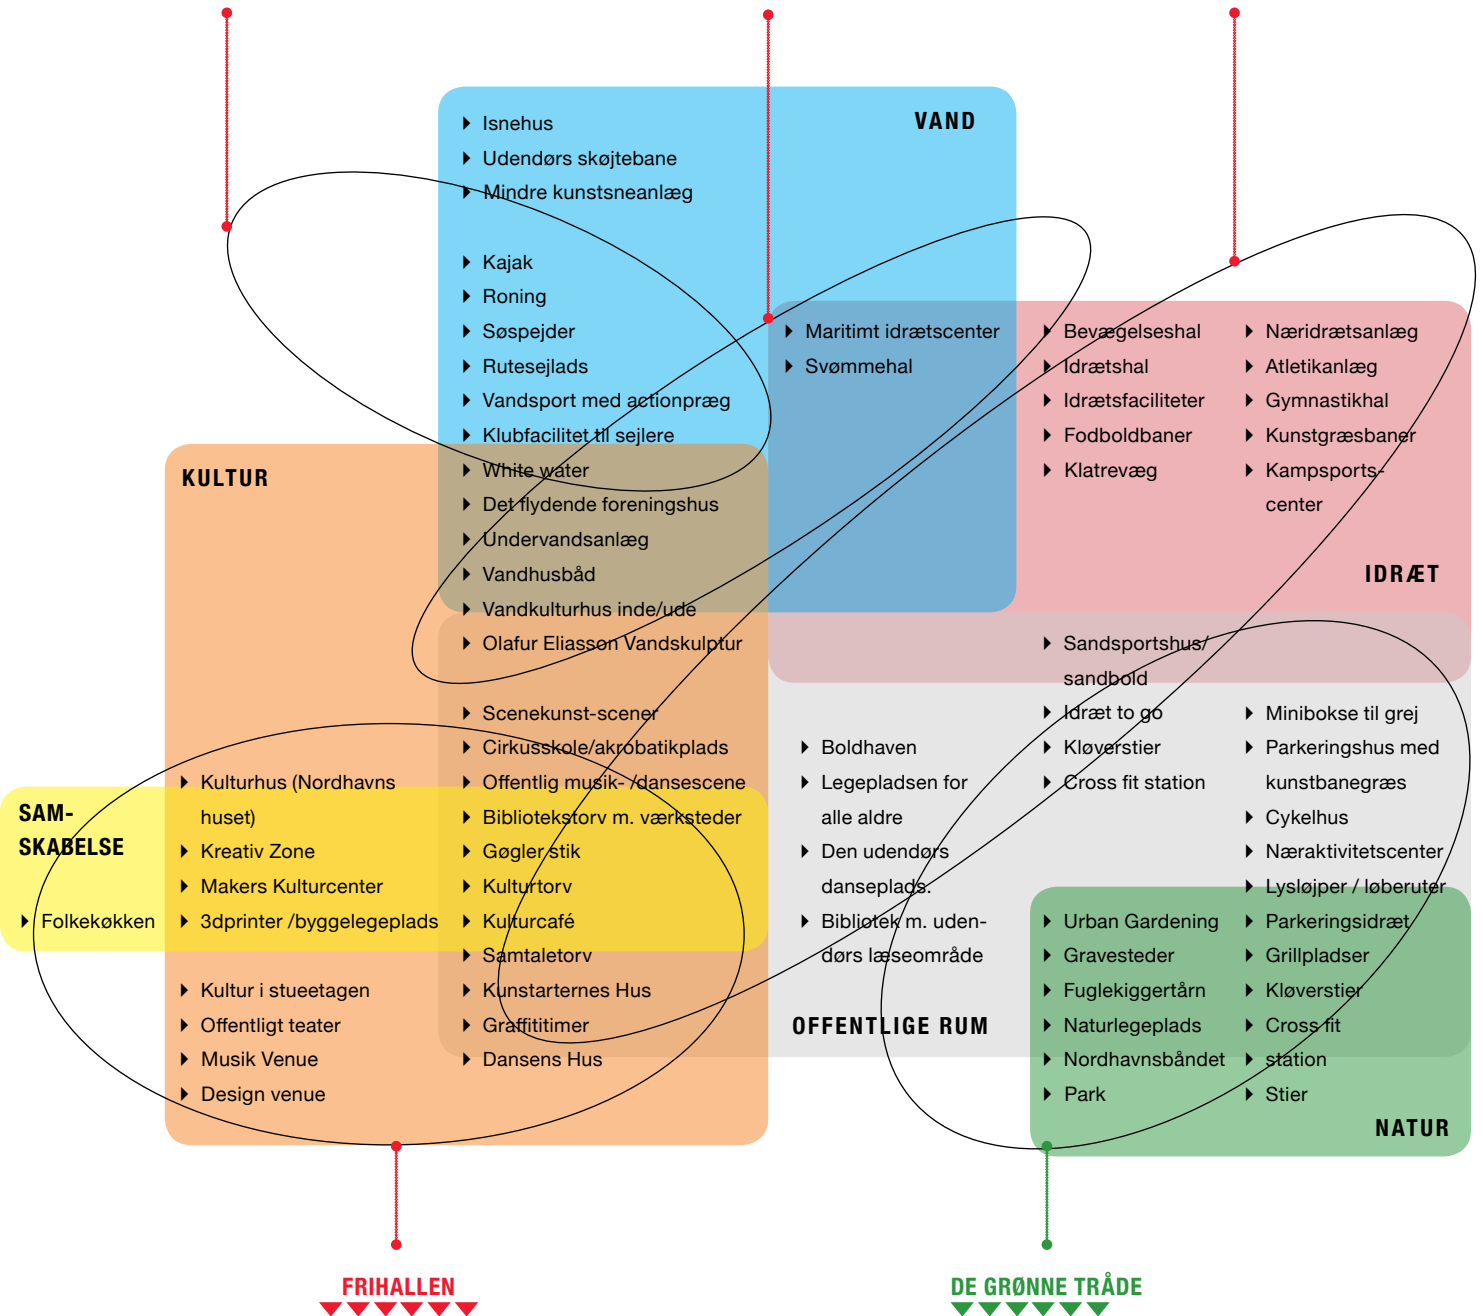 VAND
Isnehus
Udendørs skøjtebane
Mindre kunstsneanlæg
Kajak
Roning
Søspejder
Rutesejlads
Vandsport med actionpræg
Klubfacilitet til sejlere
White water
Det flydende foreningshus
Undervandsanlæg
Vandhusbåd
Vandkulturhus inde/ude
Olafur Eliasson Vandskulptur
Maritimt idrætscenter
Svømmehal
Bevægelseshal
Idrætshal
Idrætsfaciliteter
Fodboldbaner
Klatrevæg
Næridrætsanlæg
Atletikanlæg
Gymnastikhal
Kunstgræsbaner
Kampsports-
center
IDRÆT
KULTUR
SAM-
SKABELSE
Folkekøkken
Kulturhus (Nordhavns
huset)
Kreativ Zone
Makers Kulturcenter
3dprinter /byggelegeplads
Kultur i stueetagen
Offentligt teater
Musik Venue
Design venue
Scenekunst-scener
Cirkusskole/akrobatikplads
Offentlig musik- /dansescene
Bibliotekstorv m. værksteder
Gøgler stik
Kulturtorv
Kulturcafé
Samtaletorv
Kunstarternes Hus
Graffititimer
Dansens Hus
Boldhaven
Legepladsen for
alle aldre
Den udendørs
danseplads.
Bibliotek m. uden-
dørs læseområde
OFFENTLIGE RUM
Sandsportshus/
sandbold
Idræt to go
Kløverstier
Cross fit station
Minibokse til grej
Parkeringshus med
kunstbanegræs
Cykelhus
Næraktivitetscenter
Lysløjper / løberuter
Urban Gardening
Gravesteder
Fuglekiggertårn
Naturlegeplads
Nordhavnsbåndet
Park
Parkeringsidræt
Grillpladser
Kløverstier
Cross fit
station
Stier
NATUR
FRIHALLEN
DE GRØNNE TRÅDE